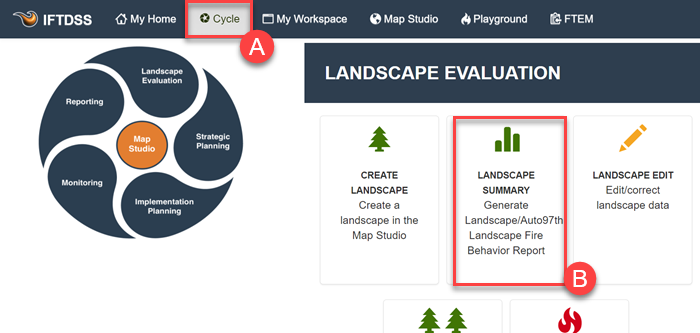 IFTDSS My Home Cycle My Workspace Map Studio Playground FTEM
A
Landscape
Evaluation
Reporting
Strategic
Planning
Map
Studio
Monitoring
Implementation
Planning
LANDSCAPE EVALUATION
CREATE
LANDSCAPE
Create a
landscape in the
Map Studio
LANDSCAPE
SUMMARY
Generate
Landscape/Auto97th
Landscape Fire
Behavior Report
B
LANDSCAPE EDIT
Edit/correct
landscape data